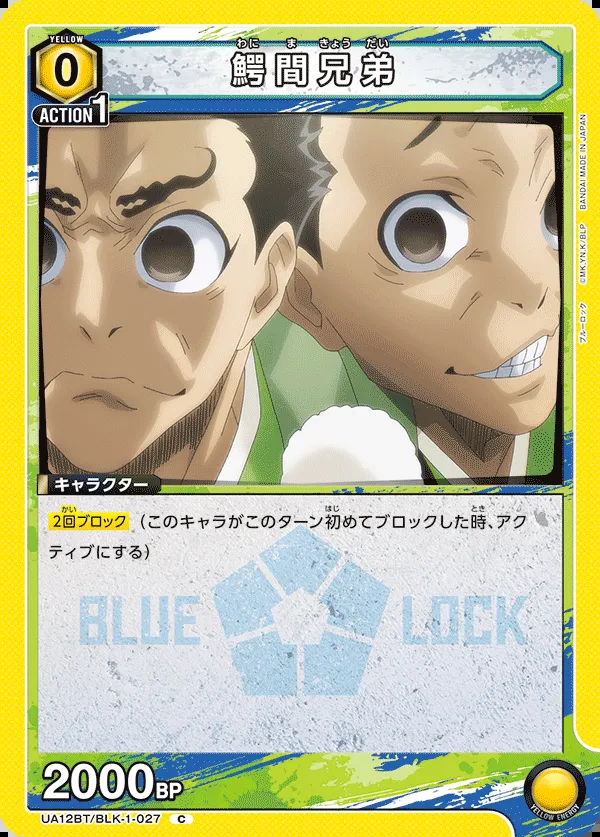 YELLOW
0
ACTION 1
わに ま きょう だい
鰐間兄弟
BANDAI MADE IN JAPAN
©MK,YN,K/BLP
ブルーロック
キャラクター
かい はじ とき
2回ブロック (このキャラがこのターン初めてブロックした時、アク
ティブにする)
BLUE LOCK
2000BP
UA12BT/BLK-1-027 C
YELLOW ENERGY